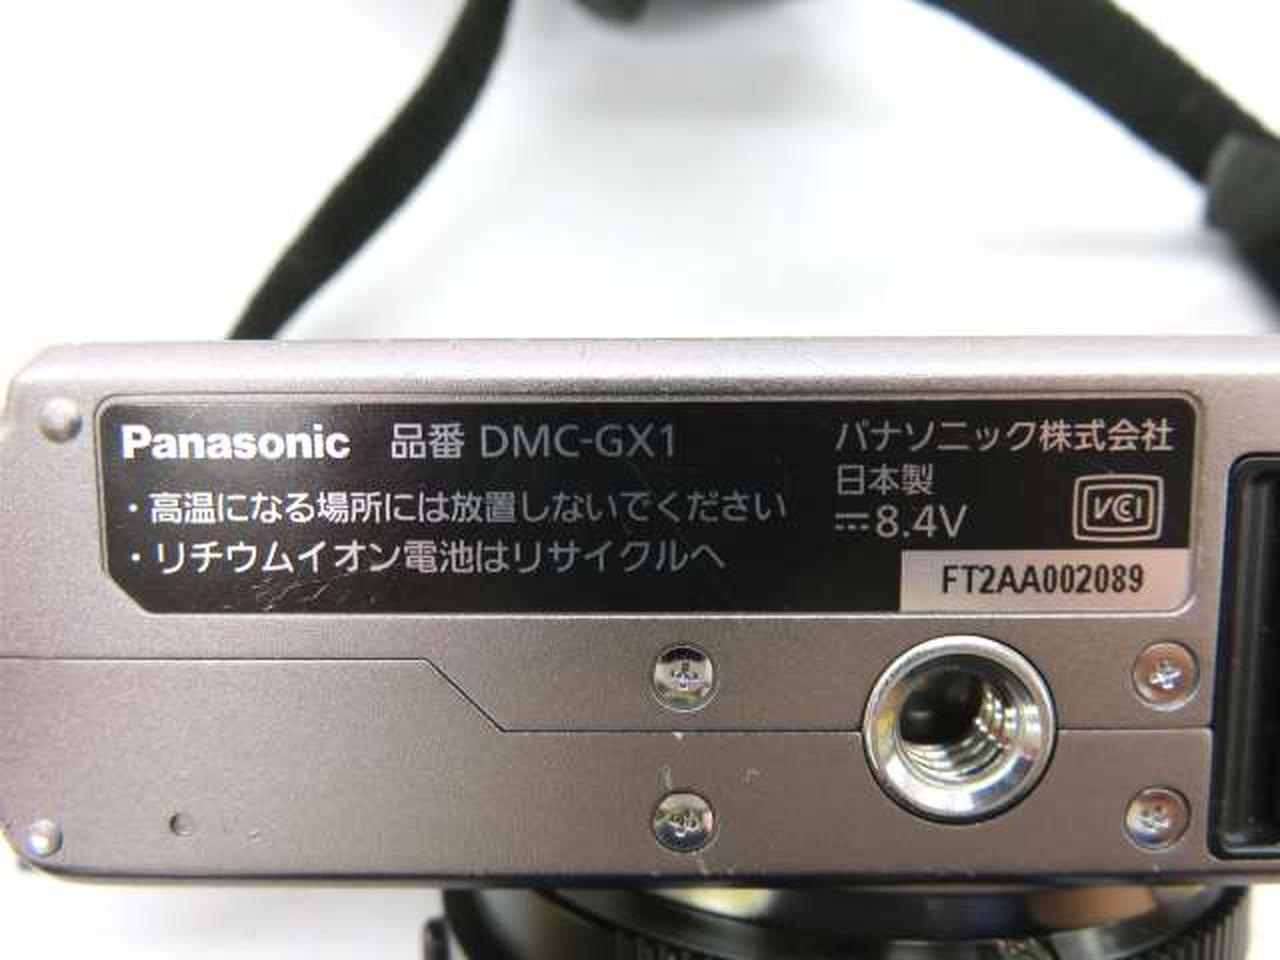 Panasonic 品番 DMC-GX1
・高温になる場所には放置しないでください
・リチウムイオン電池はリサイクルへ
パナソニック株式会社
日本製
⎓8.4V
VCI
FT2AA002089